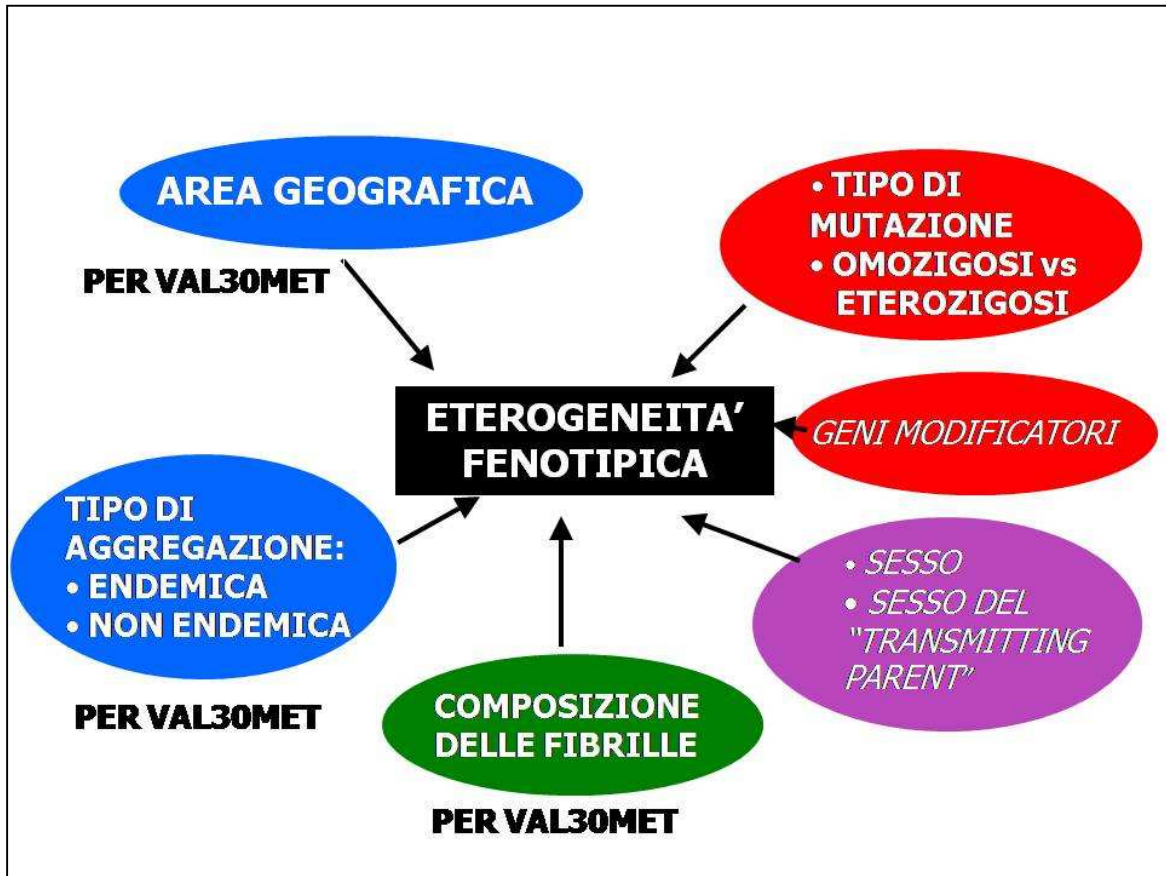 AREA GEOGRAFICA
PER VAL30MET
• TIPO DI
MUTAZIONE
• OMOZIGOSI vs
ETEROZIGOSI
ETEROGENEITA’
FENOTIPICA
GENI MODIFICATORI
TIPO DI
AGGREGAZIONE:
• ENDEMICA
• NON ENDEMICA
PER VAL30MET
• SESSO
• SESSO DEL
“TRANSMITTING
PARENT”
COMPOSIZIONE
DELLE FIBRILLE
PER VAL30MET